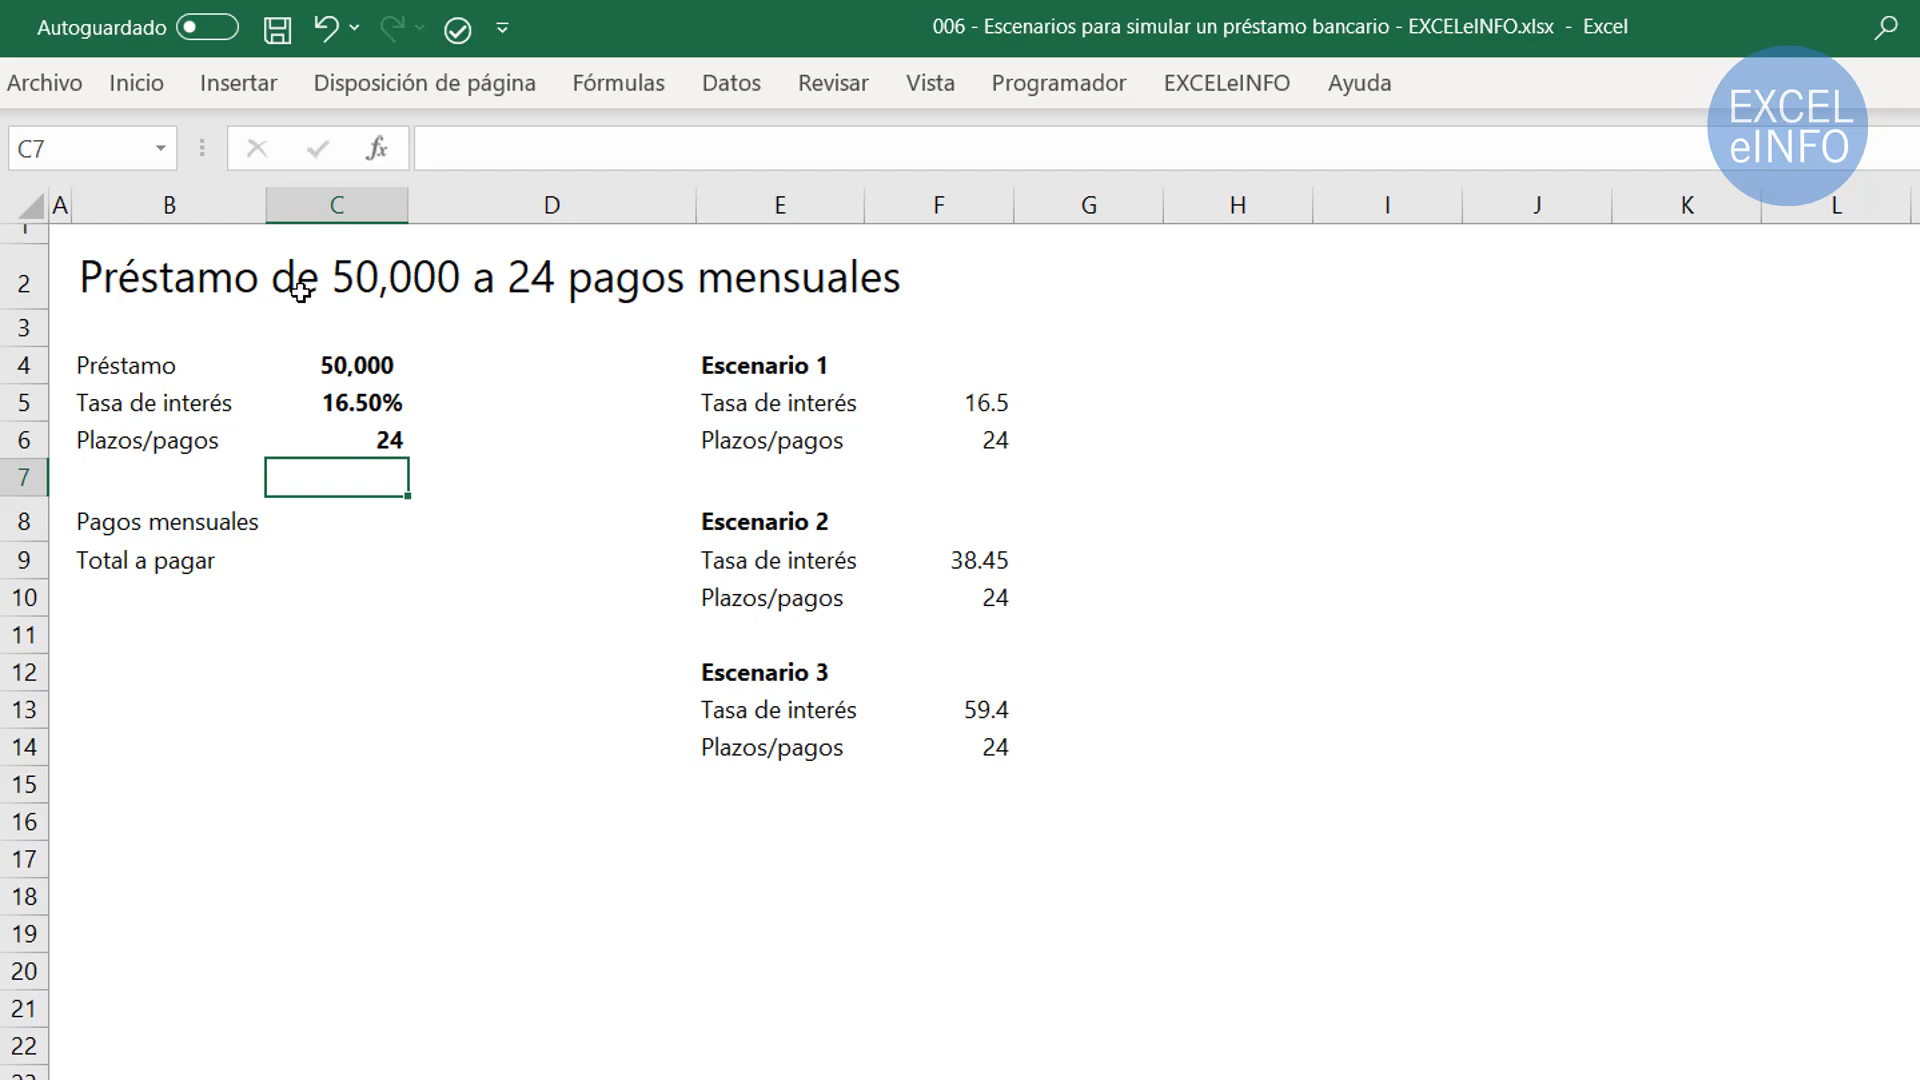 Autoguardado
006 - Escenarios para simular un préstamo bancario - EXCELeINFO.xlsx - Excel
Archivo Inicio Insertar Disposición de página Fórmulas Datos Revisar Vista Programador EXCELeINFO Ayuda
EXCEL
eINFO
C7 fx
A B C D E F G H I J K L
1
2 Préstamo de 50,000 a 24 pagos mensuales
3
4 Préstamo 50,000 Escenario 1
5 Tasa de interés 16.50% Tasa de interés 16.5
6 Plazos/pagos 24 Plazos/pagos 24
7
8 Pagos mensuales Escenario 2
9 Total a pagar Tasa de interés 38.45
10 Plazos/pagos 24
11
12 Escenario 3
13 Tasa de interés 59.4
14 Plazos/pagos 24
15
16
17
18
19
20
21
22
23